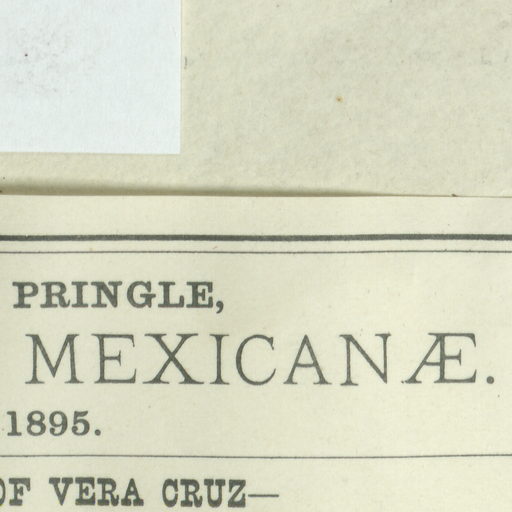 PRINGLE,
MEXICANÆ.
1895.
OF VERA CRUZ—